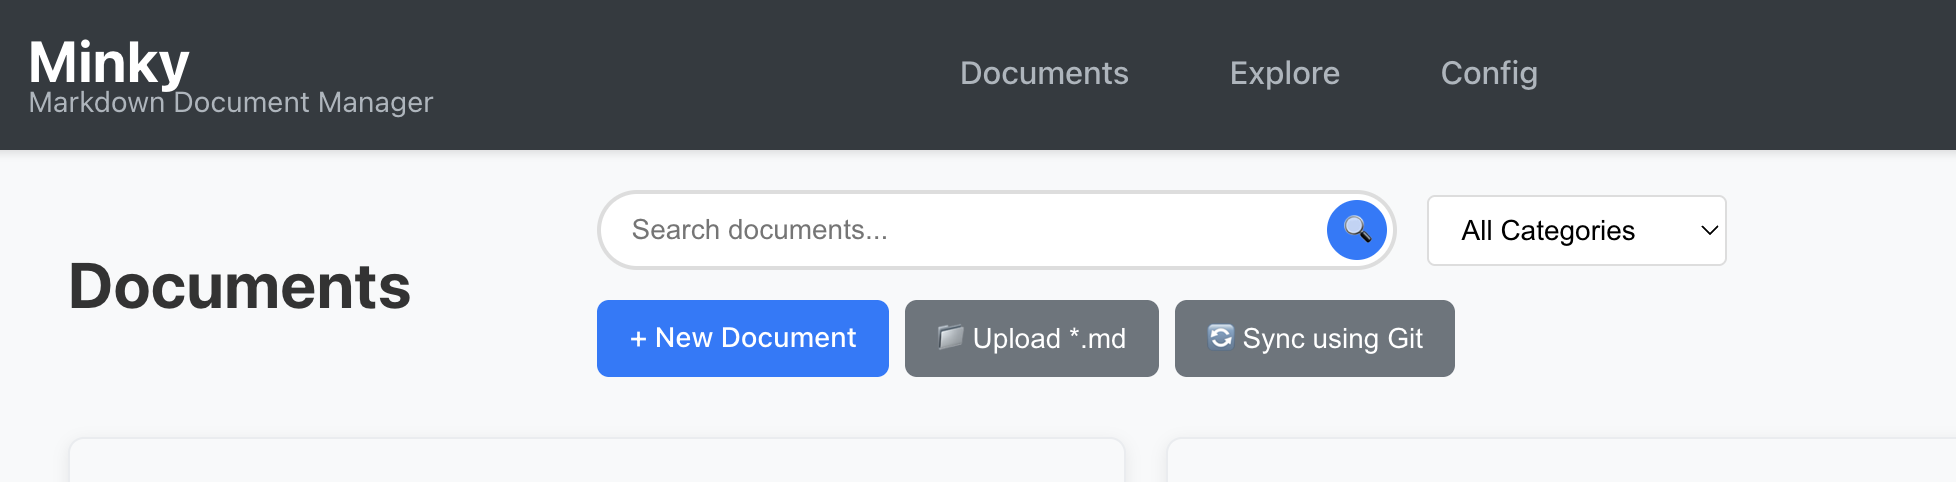 Minky
Markdown Document Manager
Documents
Explore
Config
Documents
Search documents...
All Categories
+ New Document
Upload *.md
Sync using Git